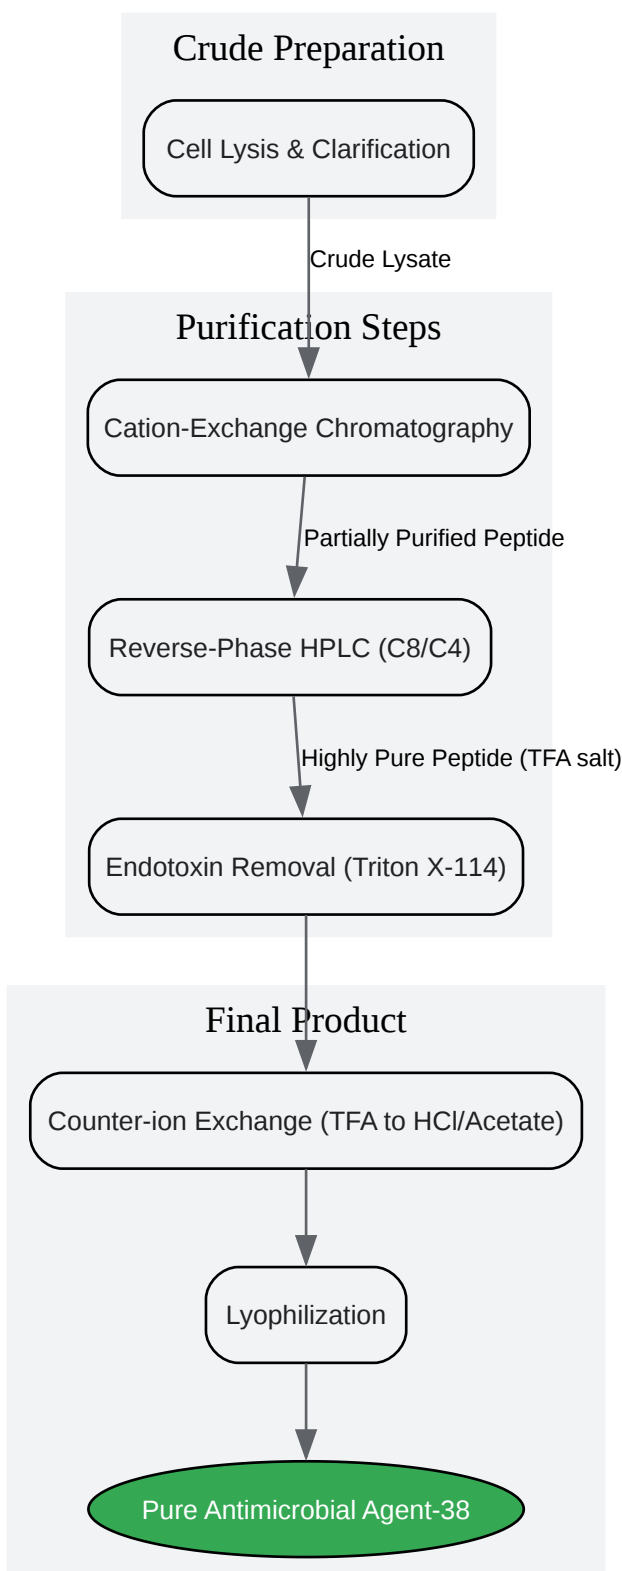 Crude Preparation
Cell Lysis & Clarification
Crude Lysate
Purification Steps
Cation-Exchange Chromatography
Partially Purified Peptide
Reverse-Phase HPLC (C8/C4)
Highly Pure Peptide (TFA salt)
Endotoxin Removal (Triton X-114)
Final Product
Counter-ion Exchange (TFA to HCl/Acetate)
Lyophilization
Pure Antimicrobial Agent-38